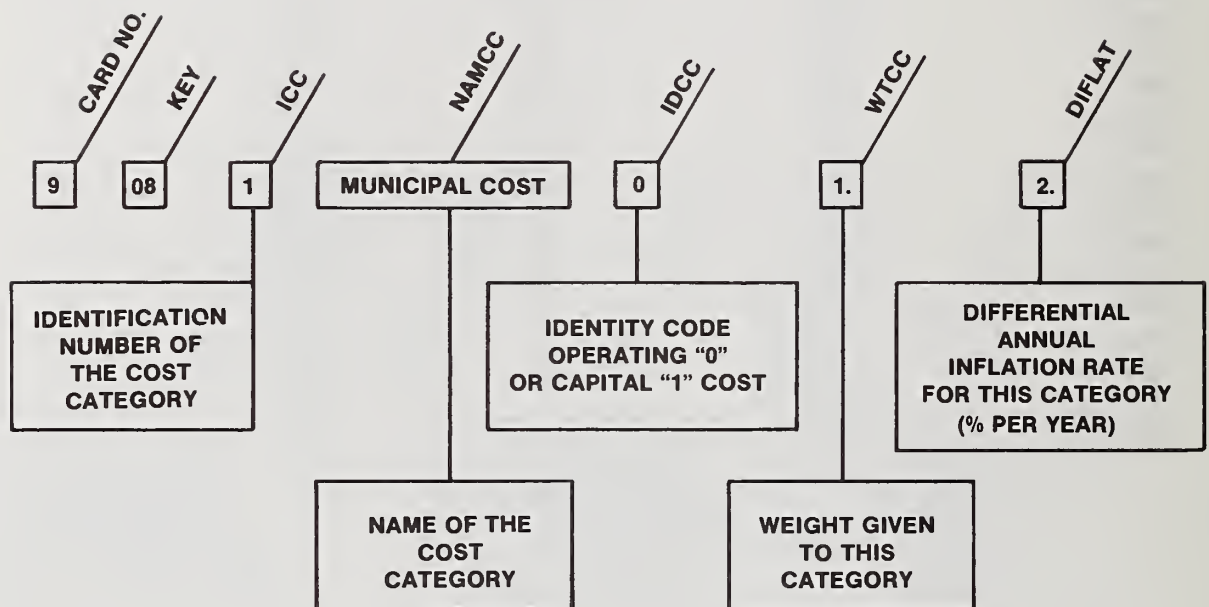 CARD NO.
KEY
ICC
NAMCC
IDCC
WTCC
DIFLAT
9
08
1
MUNICIPAL COST
0
1.
2.
IDENTIFICATION
NUMBER OF
THE COST
CATEGORY
IDENTITY CODE
OPERATING “0”
OR CAPITAL “1” COST
DIFFERENTIAL
ANNUAL
INFLATION RATE
FOR THIS CATEGORY
(% PER YEAR)
NAME OF THE
COST
CATEGORY
WEIGHT GIVEN
TO THIS
CATEGORY